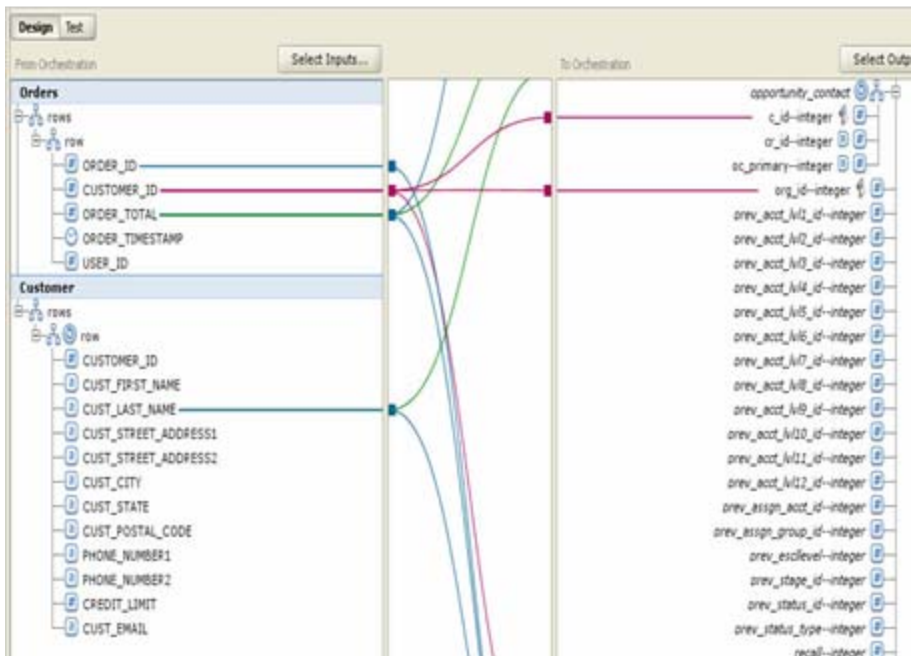 Design Test
From Orchestration
Select Inputs...
To Orchestration
Select Outp
Orders
rows
row
ORDER_ID
CUSTOMER_ID
ORDER_TOTAL
ORDER_TIMESTAMP
USER_ID
Customer
rows
row
CUSTOMER_ID
CUST_FIRST_NAME
CUST_LAST_NAME
CUST_STREET_ADDRESS1
CUST_STREET_ADDRESS2
CUST_CITY
CUST_STATE
CUST_POSTAL_CODE
PHONE_NUMBER1
PHONE_NUMBER2
CREDIT_LIMIT
CUST_EMAIL
opportunity_contact
c_id--integer
cr_id--integer
oc_primary--integer
org_id--integer
prev_acct_lvl1_id--integer
prev_acct_lvl2_id--integer
prev_acct_lvl3_id--integer
prev_acct_lvl4_id--integer
prev_acct_lvl5_id--integer
prev_acct_lvl6_id--integer
prev_acct_lvl7_id--integer
prev_acct_lvl8_id--integer
prev_acct_lvl9_id--integer
prev_acct_lvl10_id--integer
prev_acct_lvl11_id--integer
prev_acct_lvl12_id--integer
prev_assgn_acct_id--integer
prev_assgn_group_id--integer
prev_escllevel--integer
prev_stage_id--integer
prev_status_id--integer
prev_status_type--integer
recall--integer